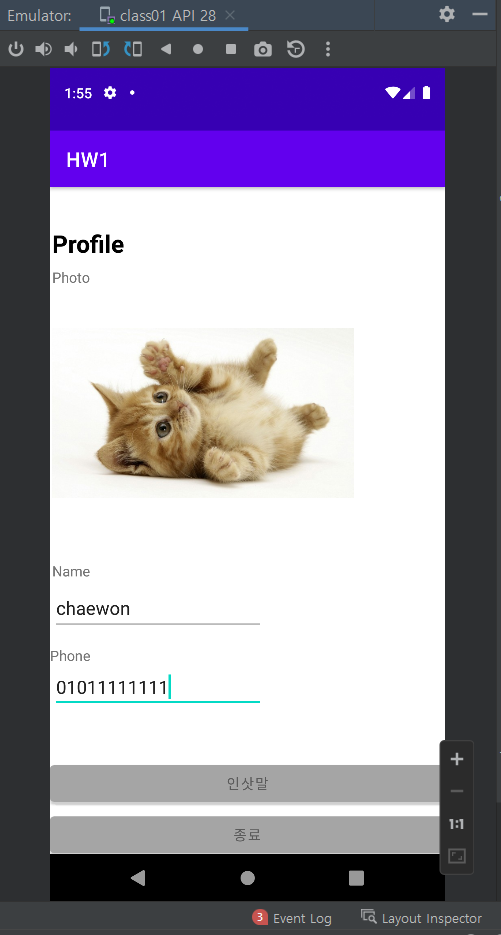 Emulator: class01 API 28
1:55
HW1
Profile
Photo
Name
chaewon
Phone
01011111111
인삿말
종료
1:1
3 Event Log Layout Inspector